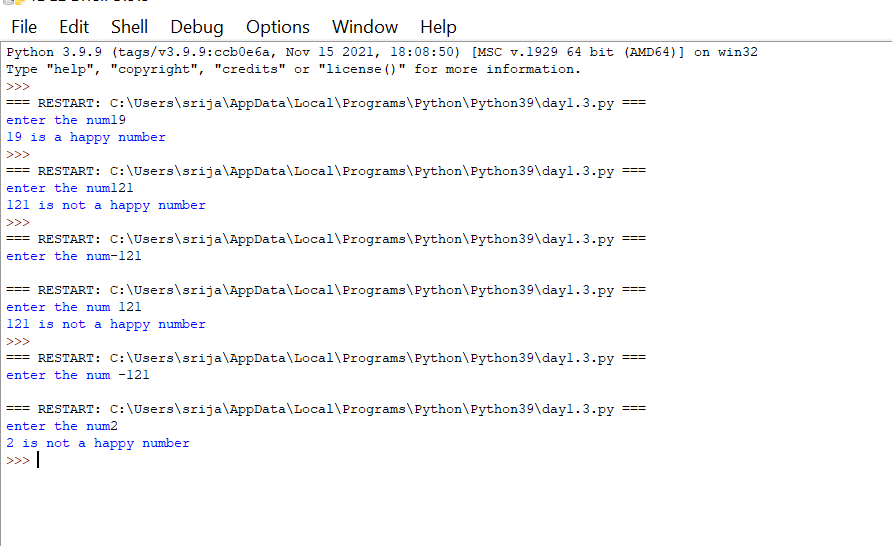 File Edit Shell Debug Options Window Help
Python 3.9.9 (tags/v3.9.9:ccb0e6a, Nov 15 2021, 18:08:50) [MSC v.1929 64 bit (AMD64)] on win32
Type "help", "copyright", "credits" or "license()" for more information.
>>>
=== RESTART: C:\Users\srija\AppData\Local\Programs\Python\Python39\day1.3.py ===
enter the num19
19 is a happy number
>>>
=== RESTART: C:\Users\srija\AppData\Local\Programs\Python\Python39\day1.3.py ===
enter the num121
121 is not a happy number
>>>
=== RESTART: C:\Users\srija\AppData\Local\Programs\Python\Python39\day1.3.py ===
enter the num-121
=== RESTART: C:\Users\srija\AppData\Local\Programs\Python\Python39\day1.3.py ===
enter the num 121
121 is not a happy number
>>>
=== RESTART: C:\Users\srija\AppData\Local\Programs\Python\Python39\day1.3.py ===
enter the num -121
=== RESTART: C:\Users\srija\AppData\Local\Programs\Python\Python39\day1.3.py ===
enter the num2
2 is not a happy number
>>>